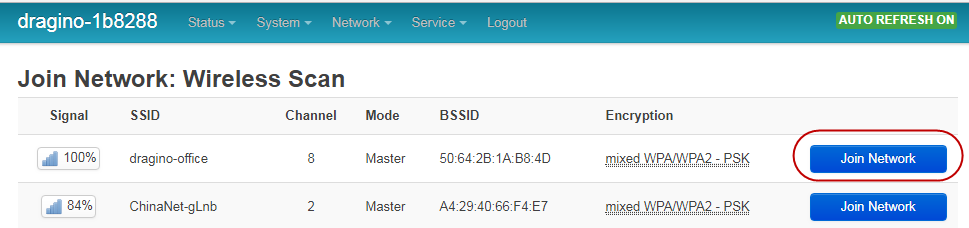 dragino-1b8288 Status System Network Service Logout AUTO REFRESH ON
Join Network: Wireless Scan
Signal SSID Channel Mode BSSID Encryption
100% dragino-office 8 Master 50:64:2B:1A:B8:4D mixed WPA/WPA2 - PSK Join Network
84% ChinaNet-gLnb 2 Master A4:29:40:66:F4:E7 mixed WPA/WPA2 - PSK Join Network